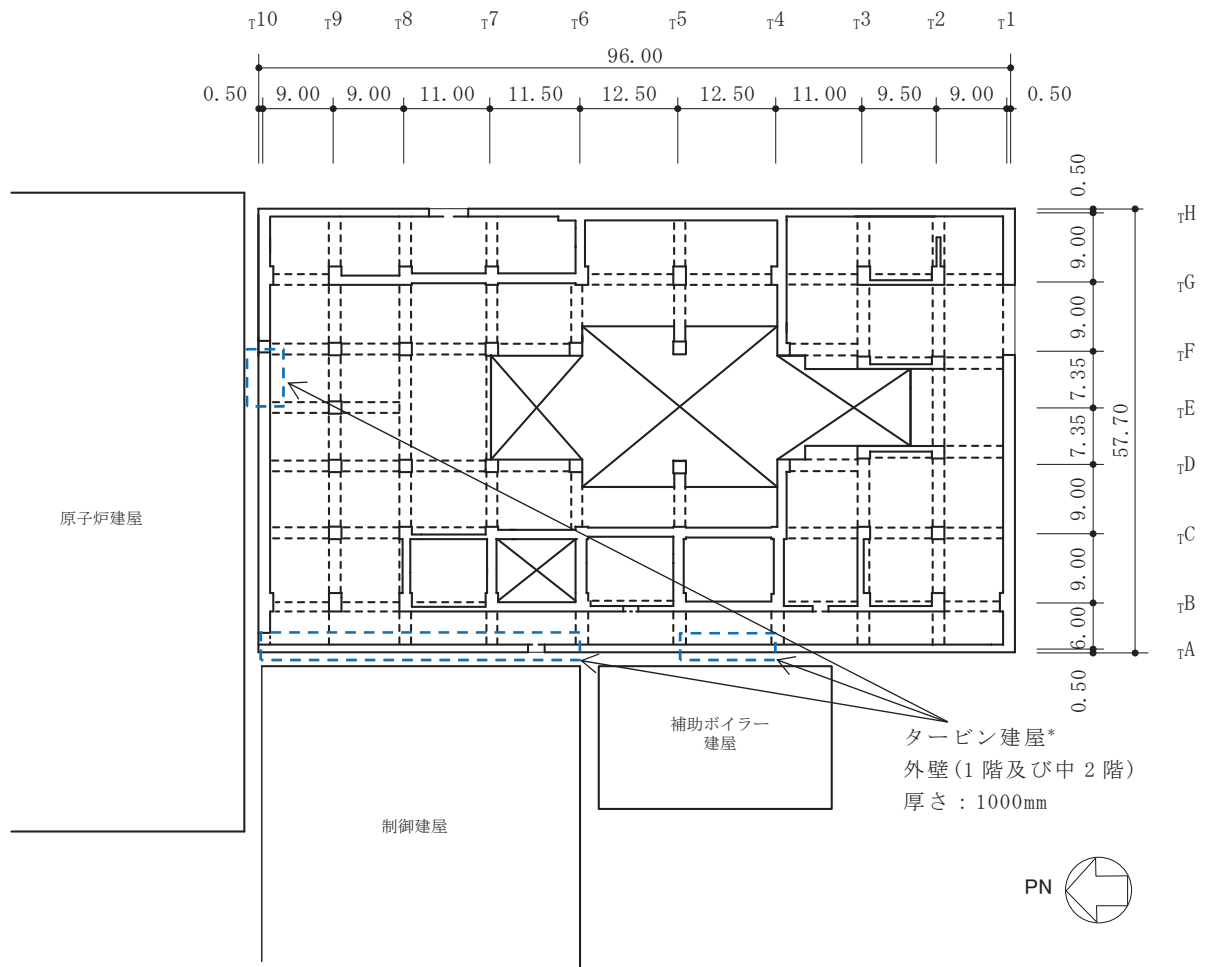 T10 T9 T8 T7 T6 T5 T4 T3 T2 T1
96.00
0.50 9.00 9.00 11.00 11.50 12.50 12.50 11.00 9.50 9.00 0.50
0.50
TH
9.00
TG
9.00
TF
7.35
TE
57.70
7.35
TD
9.00
TC
9.00
TB
6.00
TA
0.50
原子炉建屋
補助ボイラー
建屋
制御建屋
タービン建屋*
外壁(1階及び中2階)
厚さ：1000mm
PN